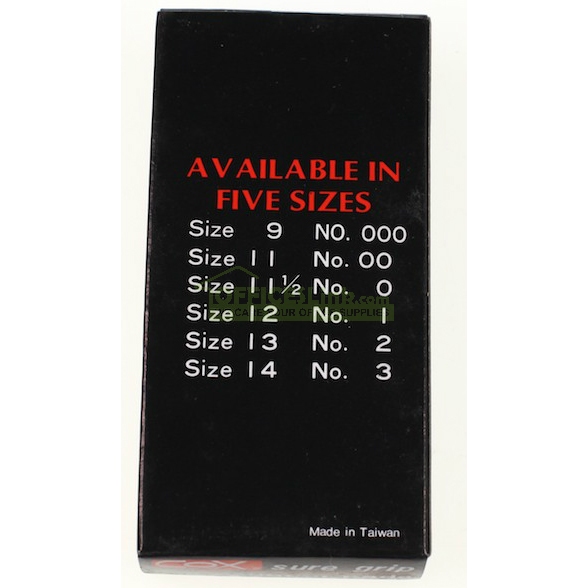 AVAILABLE IN
FIVE SIZES
Size 9 NO. 000
Size 11 No. 00
Size 11½ No. 0
Size 12 No. 1
Size 13 No. 2
Size 14 No. 3
Made in Taiwan
COX sure grip